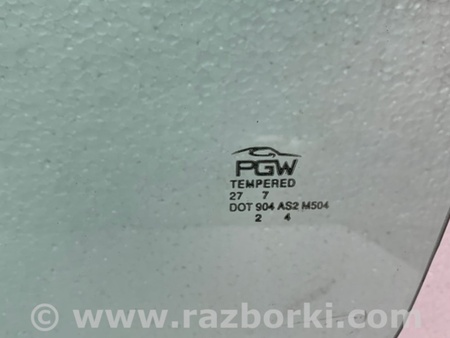 PGW
TEMPERED
27 7
DOT 904 AS2 M504
2 4
© www.razborki.com